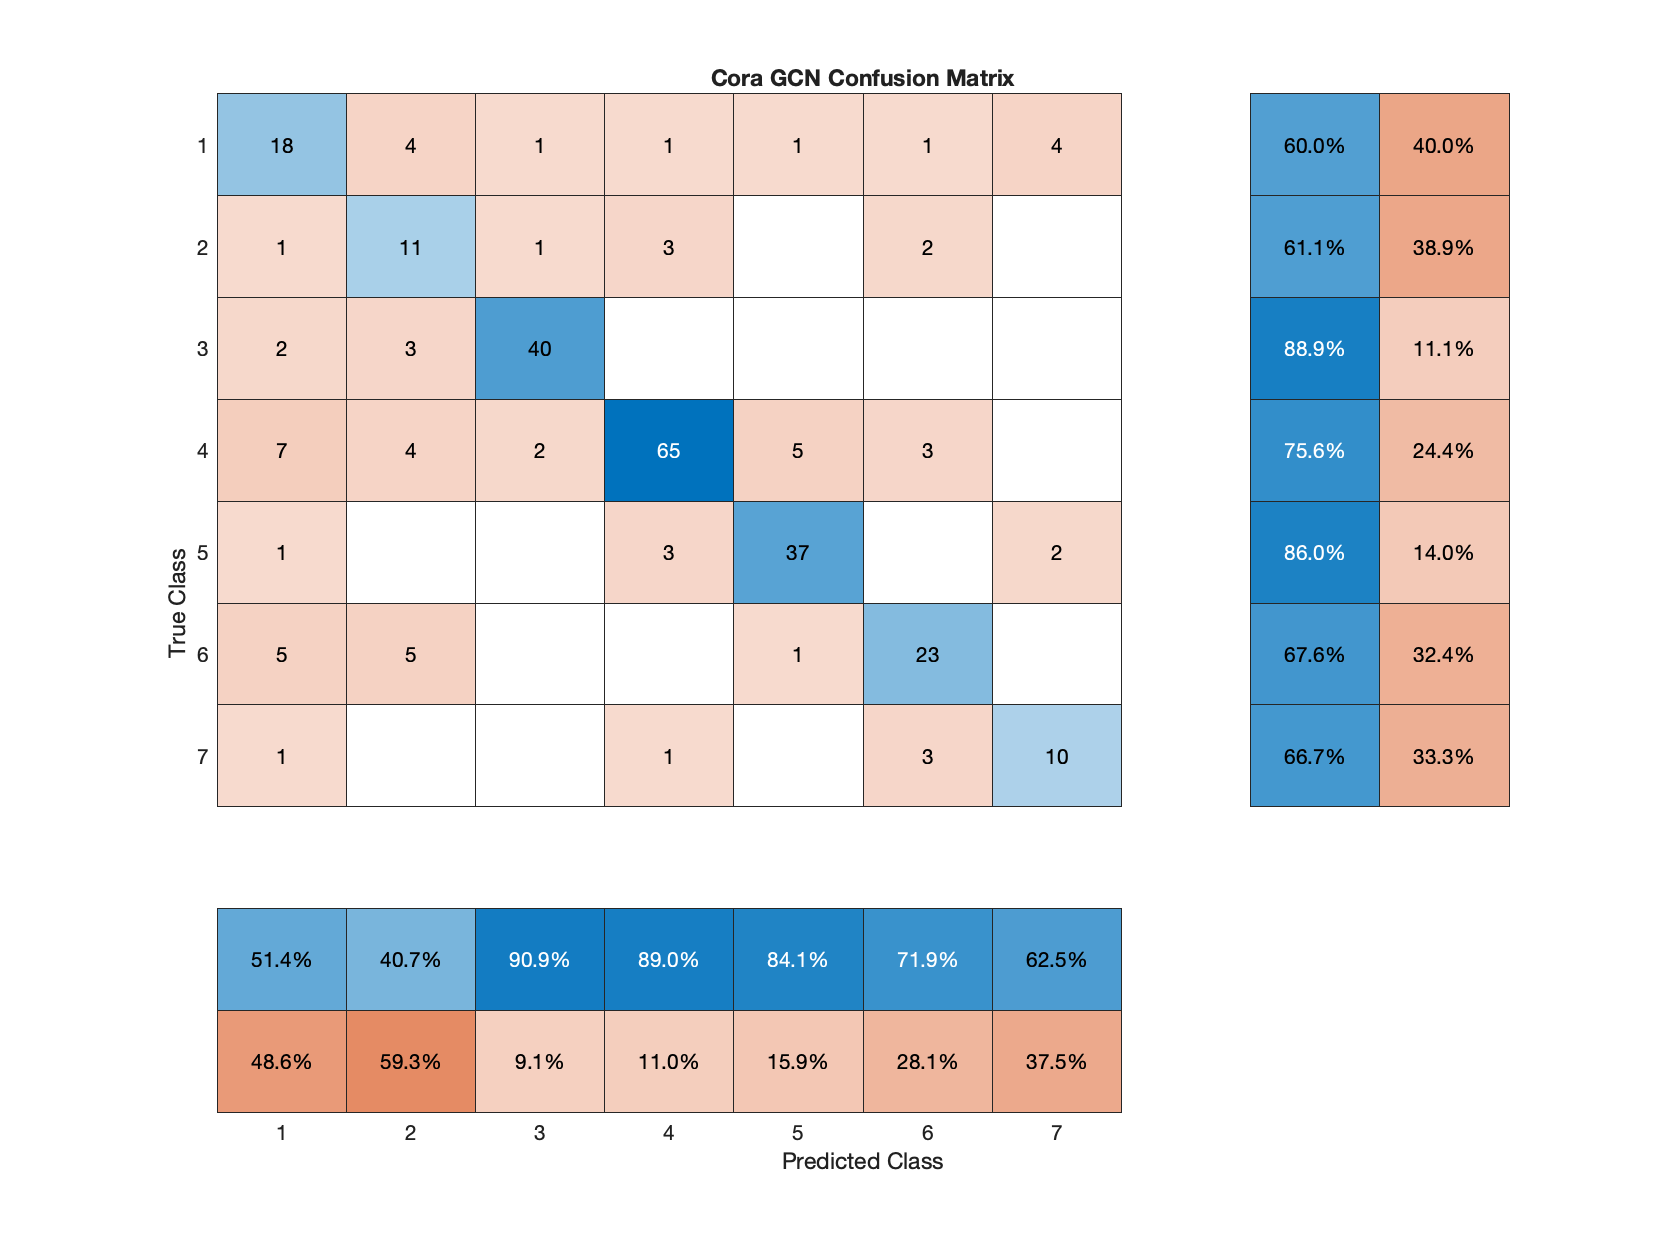 Cora GCN Confusion Matrix
1 18 4 1 1 1 1 4 60.0% 40.0%
2 1 11 1 3 2 61.1% 38.9%
3 2 3 40 88.9% 11.1%
4 7 4 2 65 5 3 75.6% 24.4%
5 1 3 37 2 86.0% 14.0%
True Class
6 5 5 1 23 67.6% 32.4%
7 1 1 3 10 66.7% 33.3%
51.4% 40.7% 90.9% 89.0% 84.1% 71.9% 62.5%
48.6% 59.3% 9.1% 11.0% 15.9% 28.1% 37.5%
1 2 3 4 5 6 7
Predicted Class